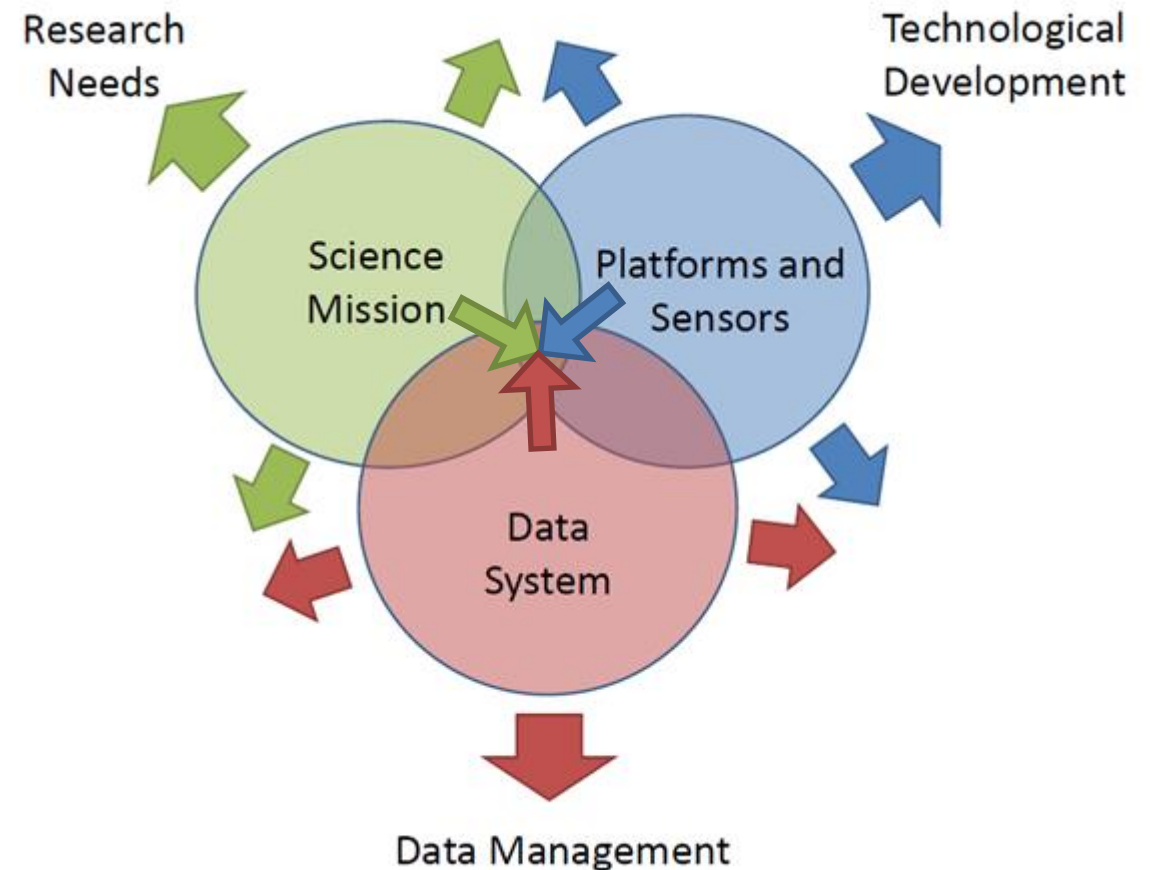 Research
Needs
Technological
Development
Science
Mission
Platforms and
Sensors
Data
System
Data Management